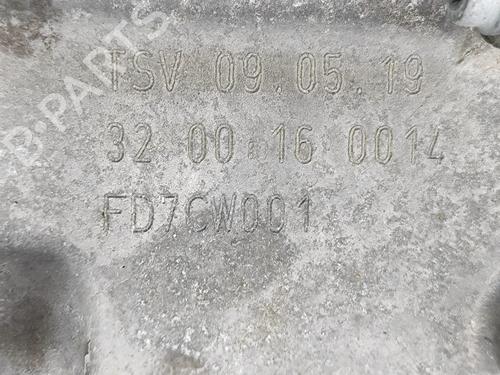 TSV 09.05.19
32 00 16 0014
FD7CW001
B-PARTS